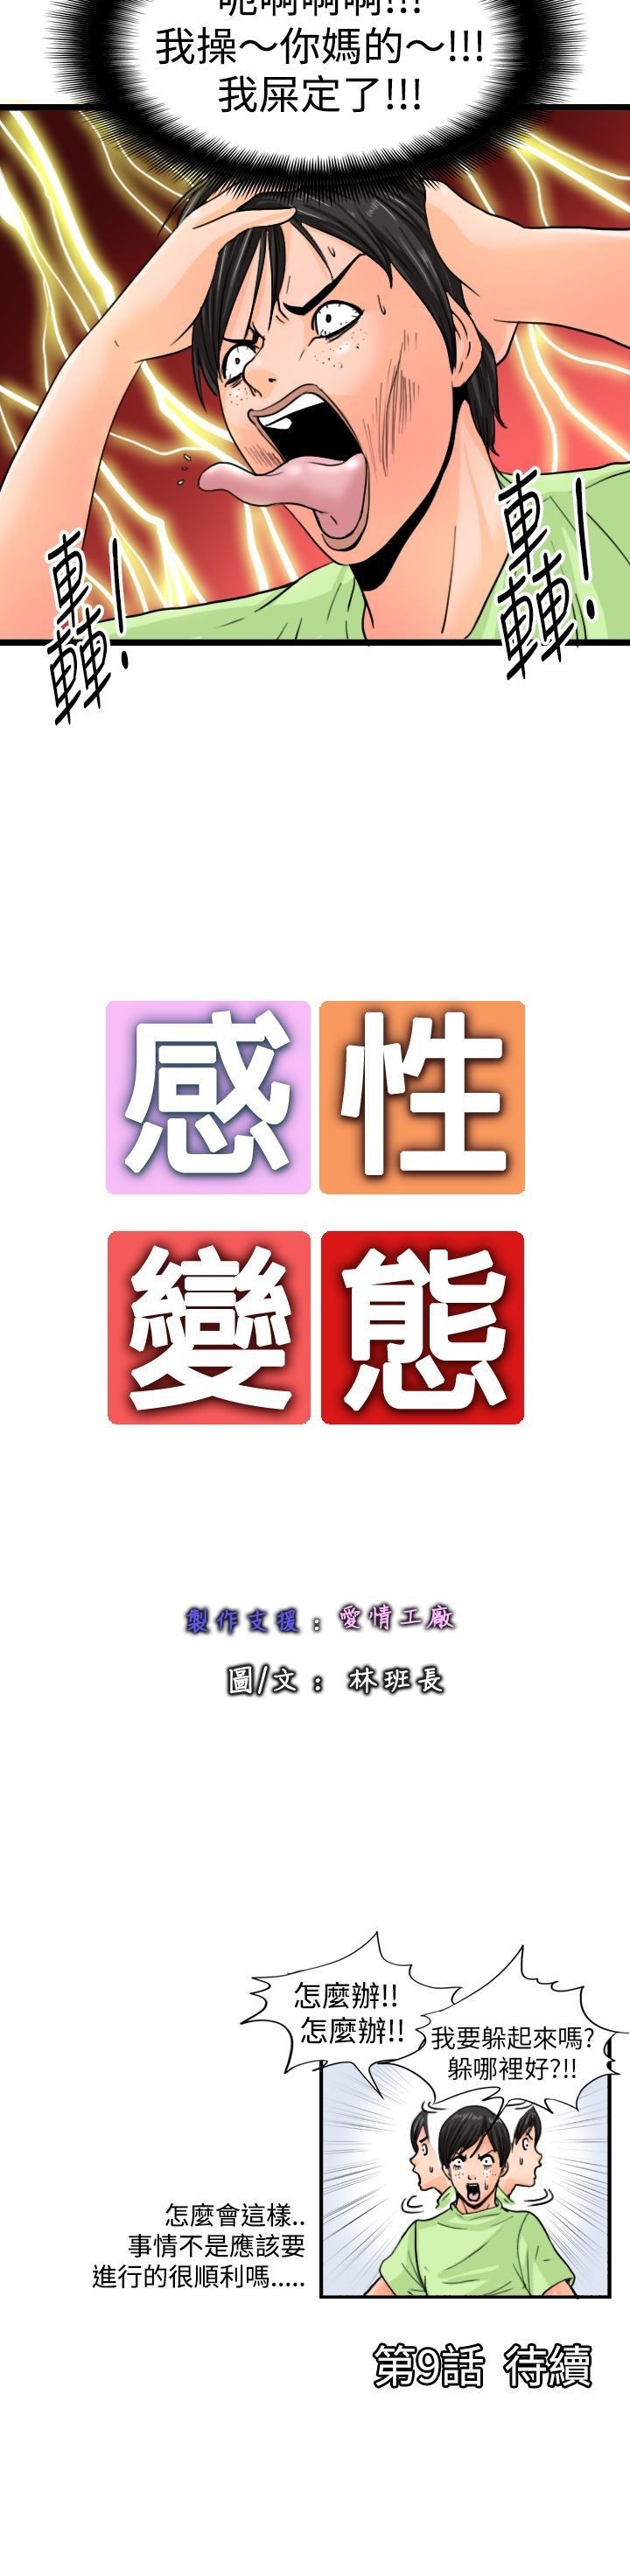 呃啊啊啊!!!
我操～你媽的～!!!
我屎定了!!!
轟!
轟!
感性
變態
製作支援：愛情工廠
圖/文： 林班長
怎麼辦!!
怎麼辦!!
我要躲起來嗎?
躲哪裡好?!!
怎麼會這樣..
事情不是應該要
進行的很順利嗎.....
第9話 待續